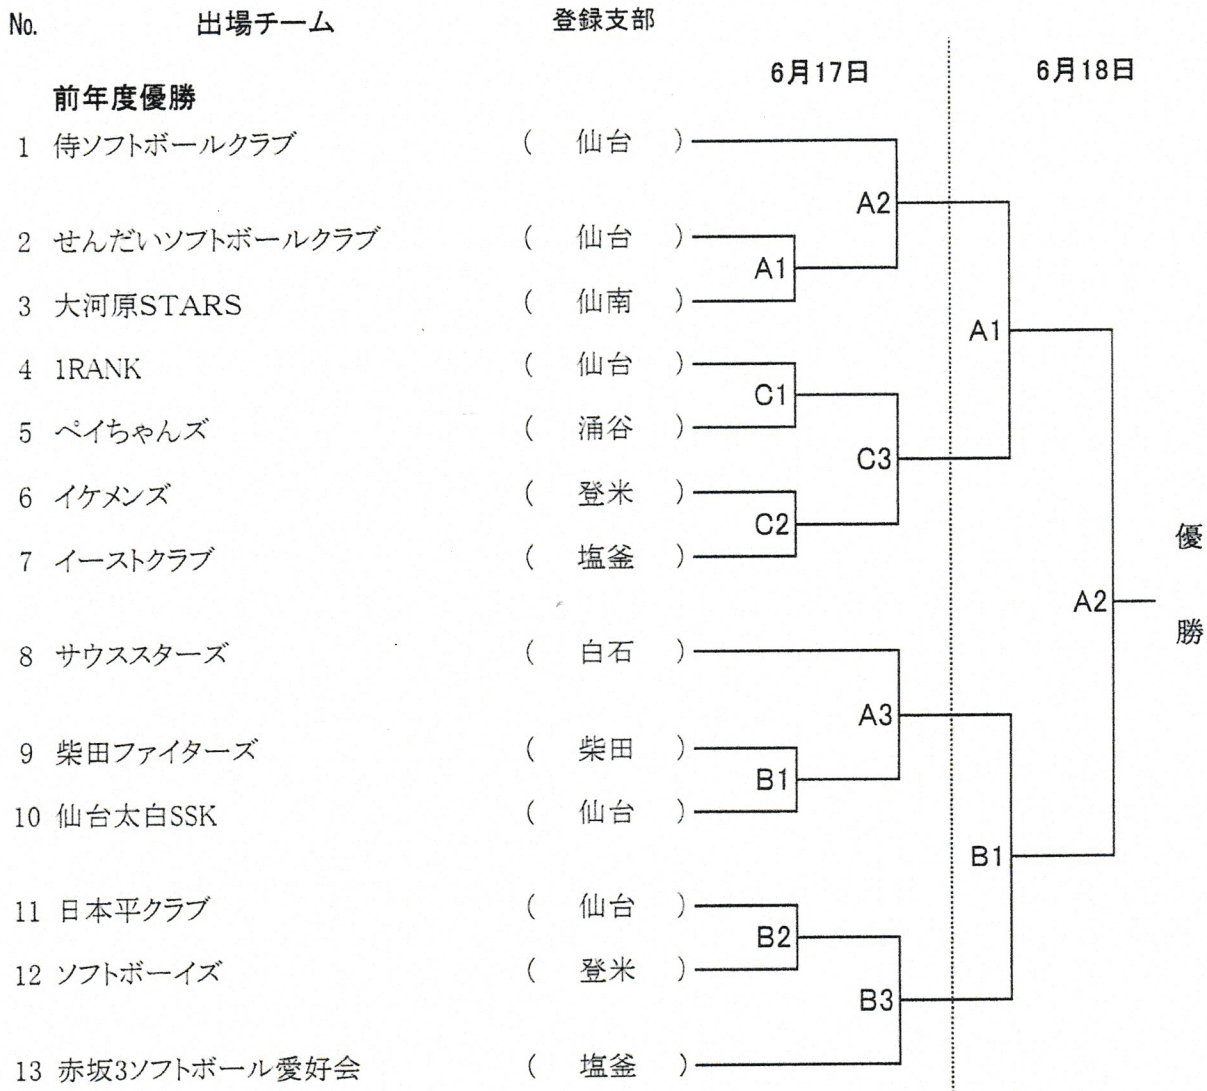 No. 出場チーム 登録支部
6月17日 6月18日
前年度優勝
1 侍ソフトボールクラブ ( 仙台 )
A2
2 せんだいソフトボールクラブ ( 仙台 )
A1
3 大河原STARS ( 仙南 )
A1
4 1RANK ( 仙台 )
C1
5 ペイちゃんズ ( 涌谷 )
C3
6 イケメンズ ( 登米 )
C2
7 イーストクラブ ( 塩釜 )
優勝
A2
8 サウススターズ ( 白石 )
A3
9 柴田ファイターズ ( 柴田 )
B1
10 仙台太白SSK ( 仙台 )
B1
11 日本平クラブ ( 仙台 )
B2
12 ソフトボーイズ ( 登米 )
B3
13 赤坂3ソフトボール愛好会 ( 塩釜 )